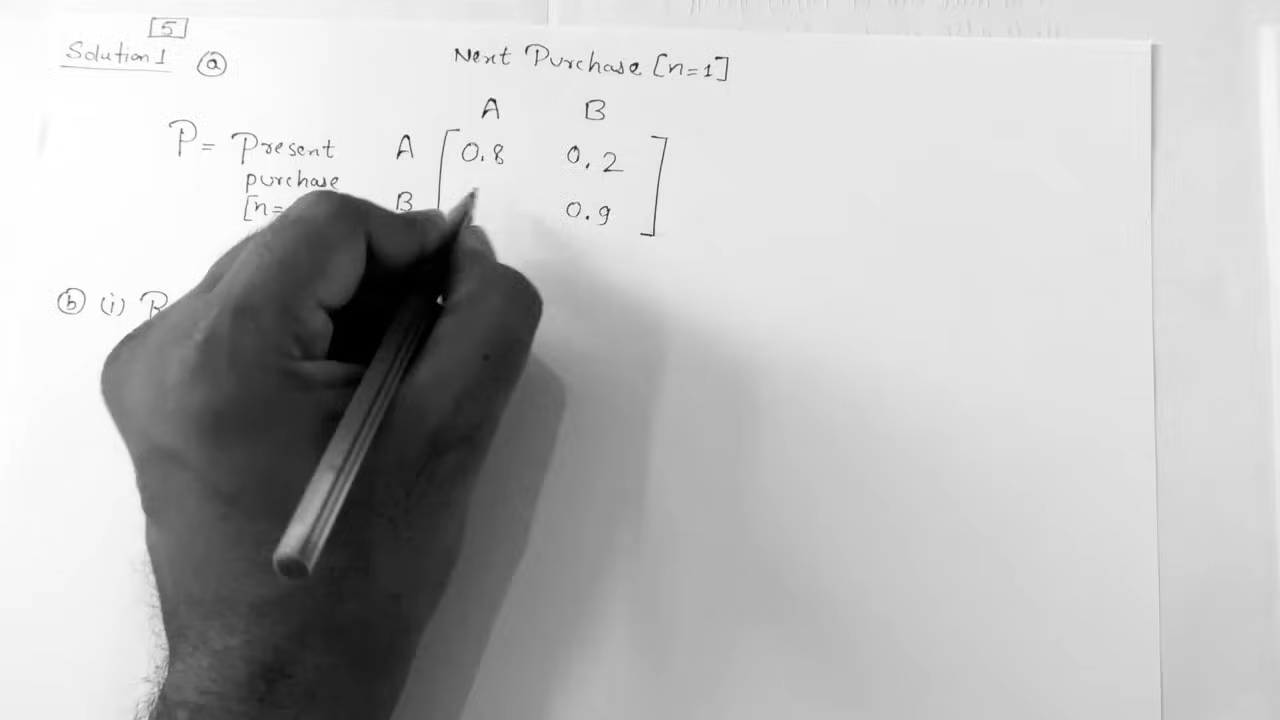 5
Solution 1 (a)
Next Purchase [n=1]
A B
P = Present A 0.8 0.2
purchase
[n= B 0.9
(b) (i)